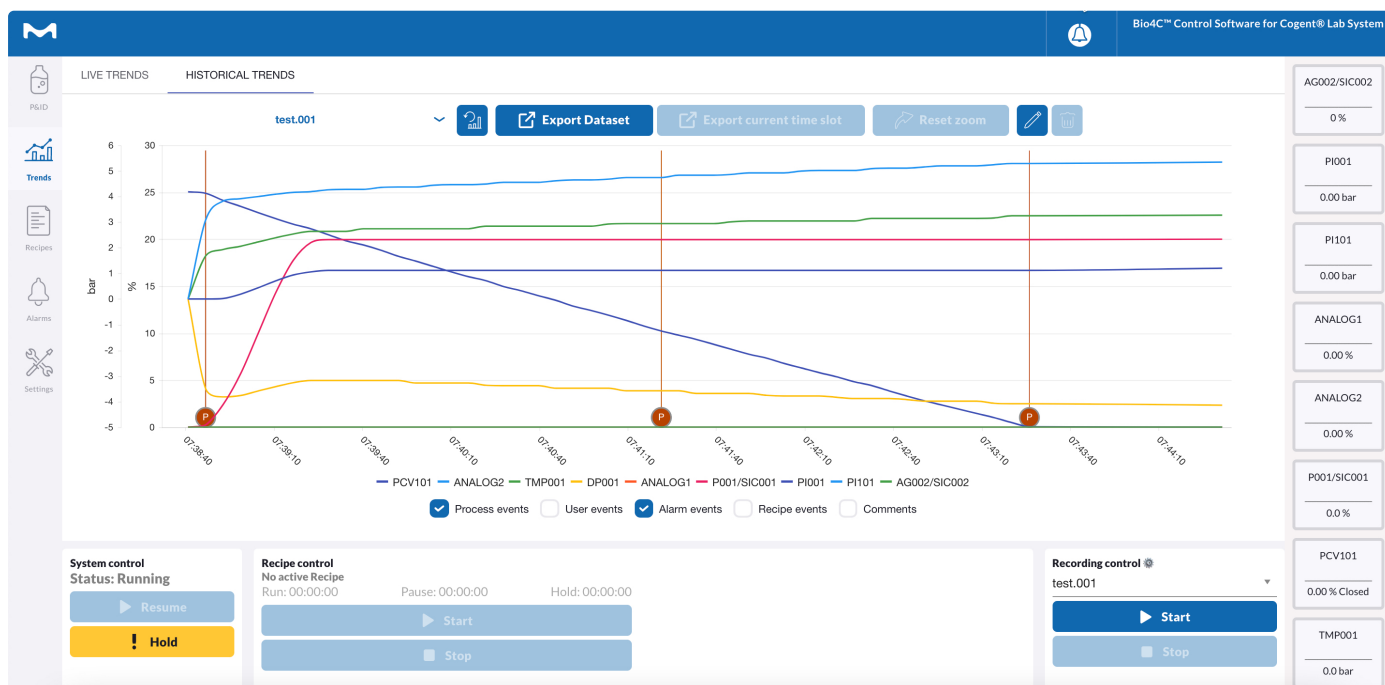 Bio4C™ Control Software for Cogent® Lab System
P&ID
Trends
Recipes
Alarms
Settings
LIVE TRENDS HISTORICAL TRENDS
test.001 Export Dataset Export current time slot Reset zoom
6 30
5
4 25
3
2 20
1
0 15
-1
-2 10
-3
-4 5
-5 0
bar
%
P P P
07:38:40 07:39:10 07:39:40 07:40:10 07:40:40 07:41:10 07:41:40 07:42:10 07:42:40 07:43:10 07:43:40 07:44:10
PCV101 ANALOG2 TMP001 DP001 ANALOG1 P001/SIC001 PI001 PI101 AG002/SIC002
Process events User events Alarm events Recipe events Comments
System control
Status: Running
Resume
! Hold
Recipe control
No active Recipe
Run: 00:00:00 Pause: 00:00:00 Hold: 00:00:00
Start
Stop
Recording control
test.001
Start
Stop
AG002/SIC002
0 %
PI001
0.00 bar
PI101
0.00 bar
ANALOG1
0.00 %
ANALOG2
0.00 %
P001/SIC001
0.0 %
PCV101
0.00 % Closed
TMP001
0.0 bar